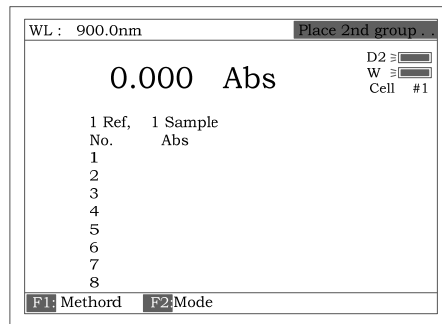 WL : 900.0nm Place 2nd group . .
0.000 Abs
D2
W
Cell #1
1 Ref, 1 Sample
No. Abs
1
2
3
4
5
6
7
8
F1: Methord F2:Mode